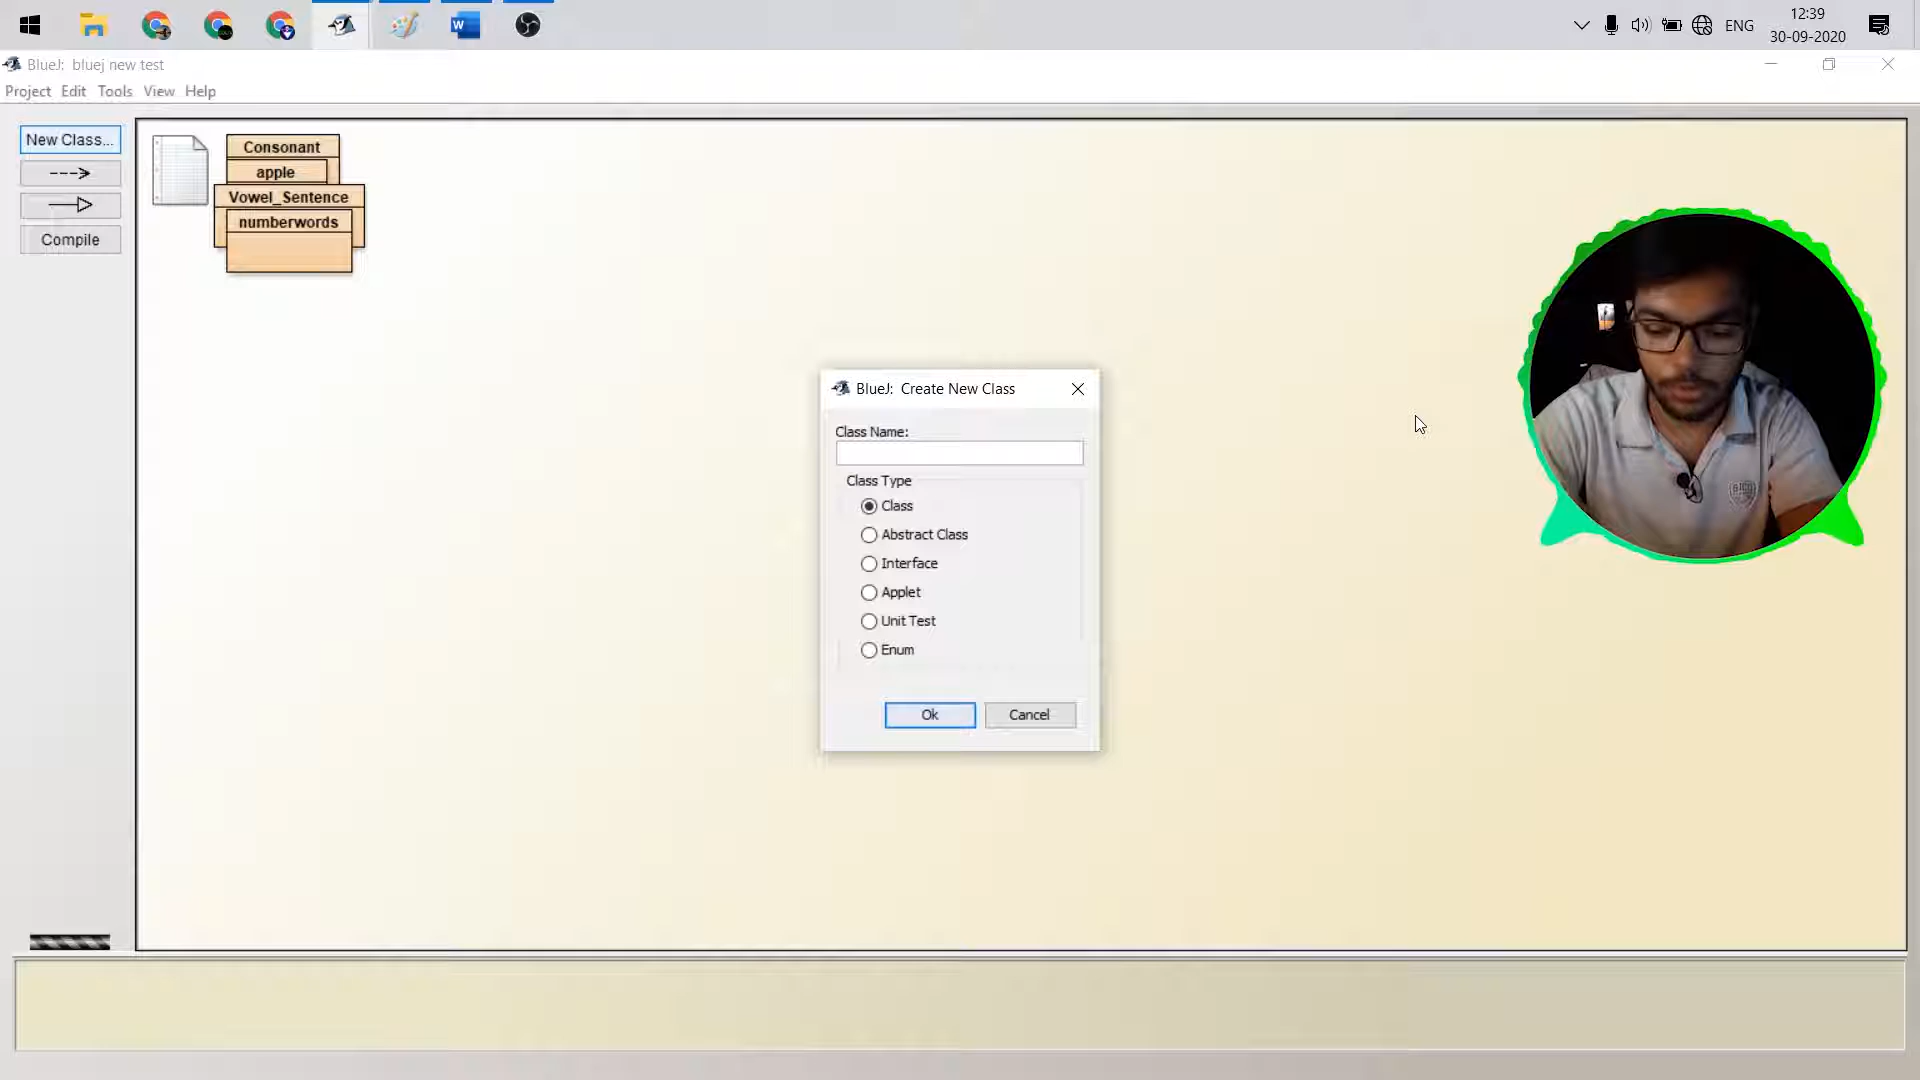 W
ENG
12:39
30-09-2020
BlueJ: bluej new test
Project Edit Tools View Help
New Class...
Compile
Consonant
apple
Vowel_Sentence
numberwords
BlueJ: Create New Class
Class Name:
Class Type
Class
Abstract Class
Interface
Applet
Unit Test
Enum
Ok
Cancel